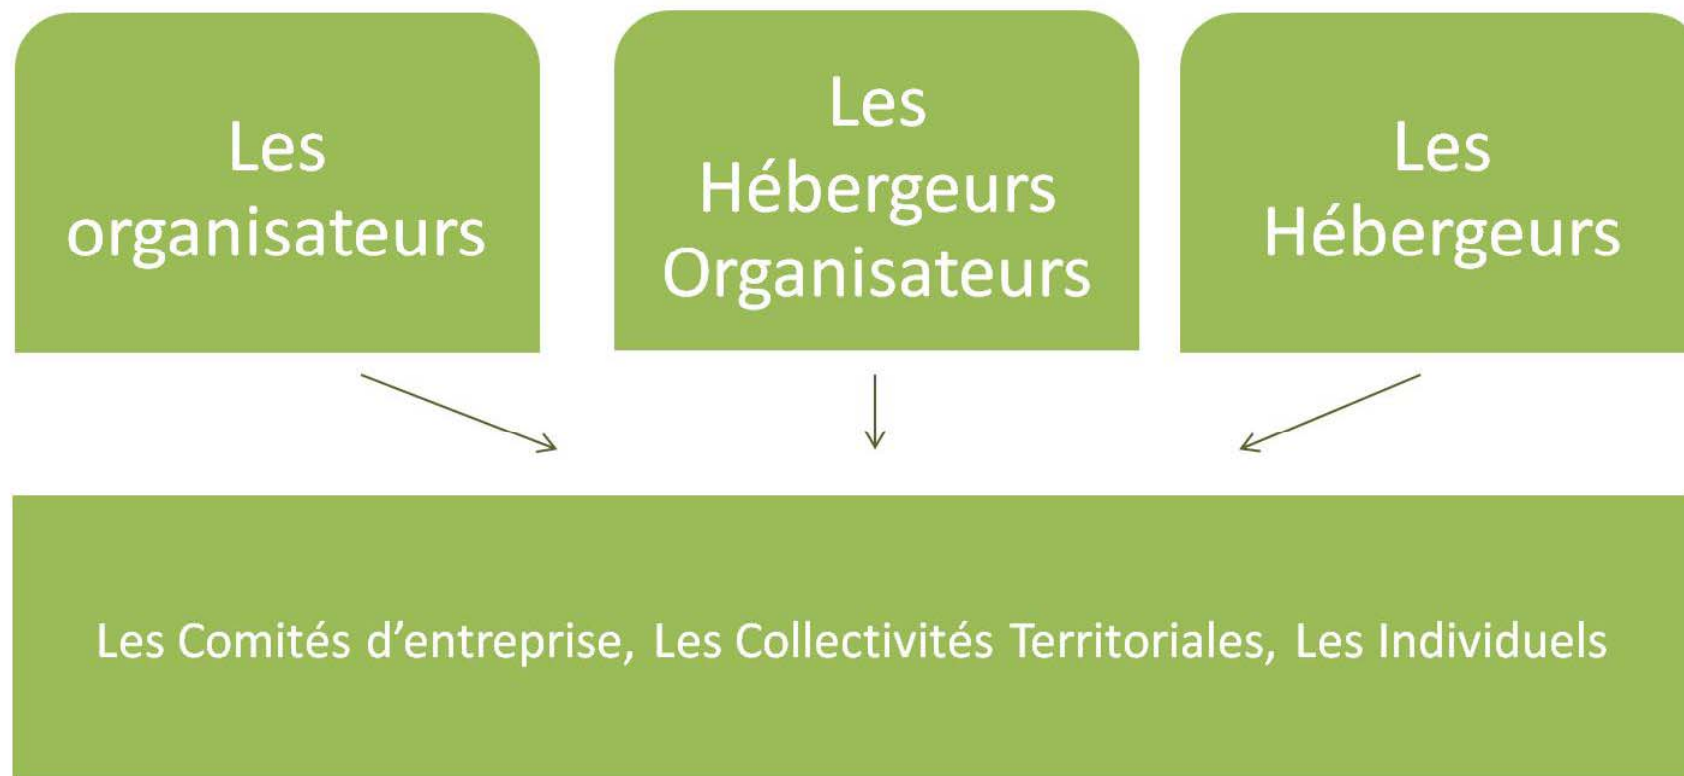 Les
organisateurs
Les
Hébergeurs
Organisateurs
Les
Hébergeurs
Les Comités d’entreprise, Les Collectivités Territoriales, Les Individuels